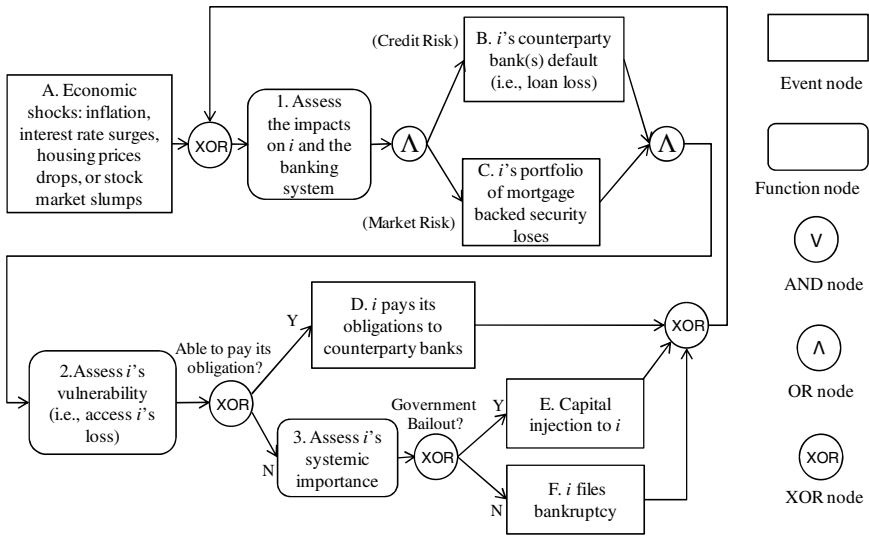 A. Economic
shocks: inflation,
interest rate surges,
housing prices
drops, or stock
market slumps
XOR
1. Assess
the impacts
on i and the
banking
system
Λ
(Credit Risk)
B. i's counterparty
bank(s) default
(i.e., loan loss)
(Market Risk)
C. i's portfolio
of mortgage
backed security
loses
Λ
2.Assess i's
vulnerability
(i.e., access i's
loss)
Able to pay its
obligation?
XOR
Y
D. i pays its
obligations to
counterparty banks
N
3. Assess i's
systemic
importance
Government
Bailout?
XOR
Y
E. Capital
injection to i
N
F. i files
bankruptcy
XOR
Event node
Function node
V
AND node
Λ
OR node
XOR
XOR node